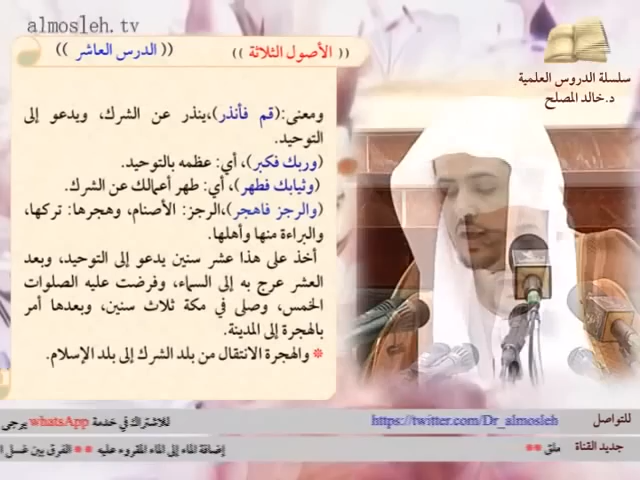 almosleh.tv
(( الأصول الثلاثة )) (( الدرس العاشر ))
سلسلة الدروس العلمية
د.خالد المصلح
ومعنى:(قم فأنذر)،ينذر عن الشرك، ويدعو إلى
التوحيد.
(وربك فكبر)، أي: عظمه بالتوحيد.
(وثيابك فطهر)، أي: طهر أعمالك عن الشرك.
(والرجز فاهجر)،الرجز: الأصنام، وهجرها: تركها،
والبراءة منها وأهلها.
أخذ على هذا عشر سنين يدعو إلى التوحيد، وبعد
العشر عرج به إلى السماء، وفرضت عليه الصلوات
الخمس، وصلى في مكة ثلاث سنين، وبعدها أمر
بالهجرة إلى المدينة.
* والهجرة الانتقال من بلد الشرك إلى بلد الإسلام.
للتواصل https://twitter.com/Dr_almosleh للاشتراك في خدمة whatsApp يرجى
جديد القناة ملق ** إضافة الماء إلى الماء المقروء عليه ** الفرق بين غسل